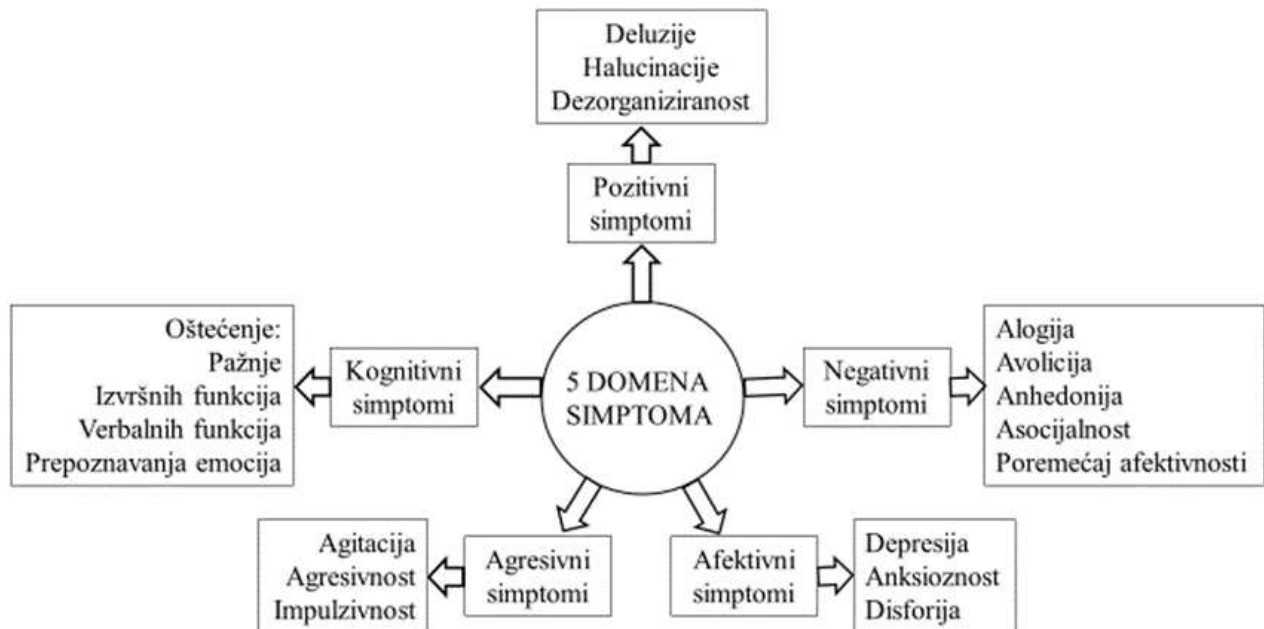 Deluzije
Halucinacije
Dezorganiziranost
Pozitivni
simptomi
Oštećenje:
Pažnje
Izvršnih funkcija
Verbalnih funkcija
Prepoznavanja emocija
Kognitivni
simptomi
5 DOMENA
SIMPTOMA
Negativni
simptomi
Alogija
Avolicija
Anhedonija
Asocijalnost
Poremećaj afektivnosti
Agitacija
Agresivnost
Impulzivnost
Agresivni
simptomi
Afektivni
simptomi
Depresija
Anksioznost
Disforija